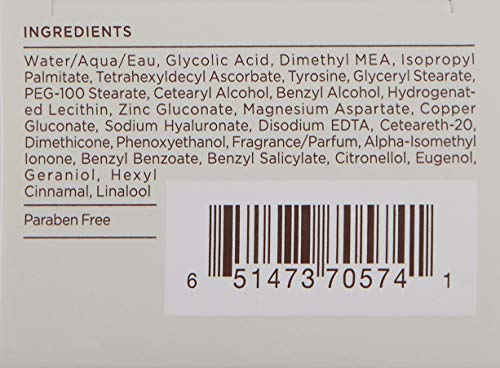 INGREDIENTS
Water/Aqua/Eau, Glycolic Acid, Dimethyl MEA, Isopropyl
Palmitate, Tetrahexyldecyl Ascorbate, Tyrosine, Glyceryl Stearate,
PEG-100 Stearate, Cetearyl Alcohol, Benzyl Alcohol, Hydrogenat-
ed Lecithin, Zinc Gluconate, Magnesium Aspartate, Copper
Gluconate, Sodium Hyaluronate, Disodium EDTA, Ceteareth-20,
Dimethicone, Phenoxyethanol, Fragrance/Parfum, Alpha-Isomethyl
Ionone, Benzyl Benzoate, Benzyl Salicylate, Citronellol, Eugenol,
Geraniol, Hexyl
Cinnamal, Linalool
Paraben Free
6 51473 70574 1